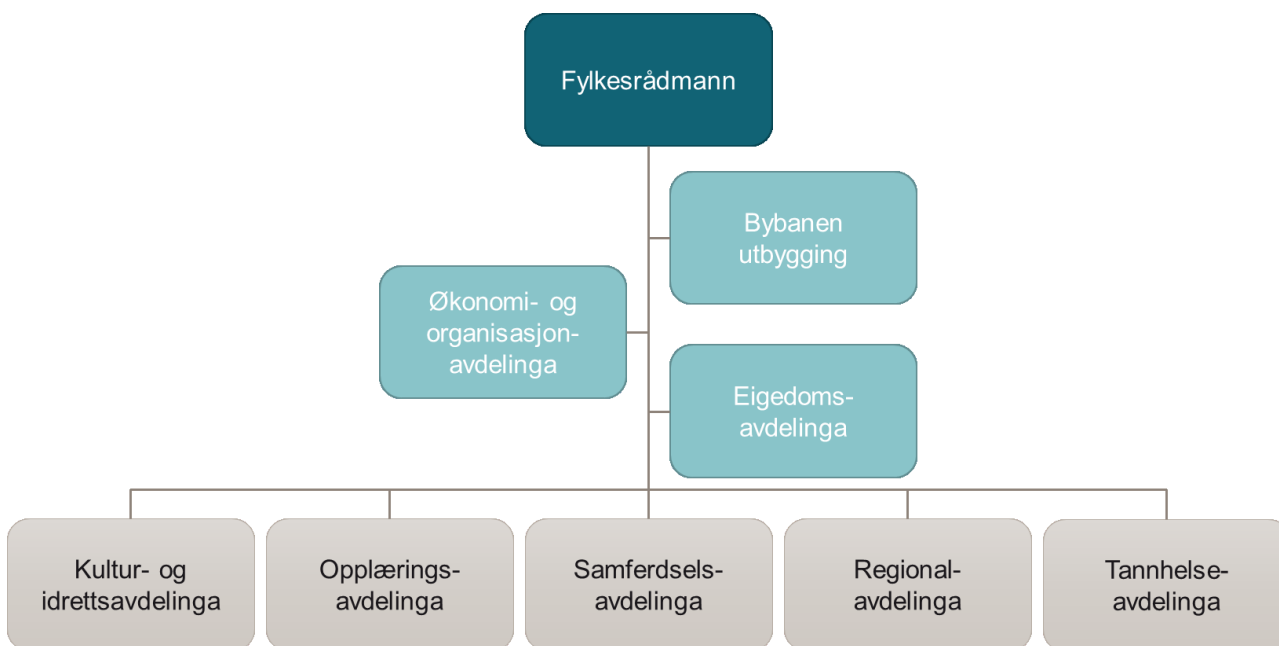 Fylkesrådmann
Bybanen
utbygging
Økonomi- og
organisasjon-
avdelinga
Eigedoms-
avdelinga
Kultur- og
idrettsavdelinga
Opplærings-
avdelinga
Samferdsels-
avdelinga
Regional-
avdelinga
Tannhelse-
avdelinga